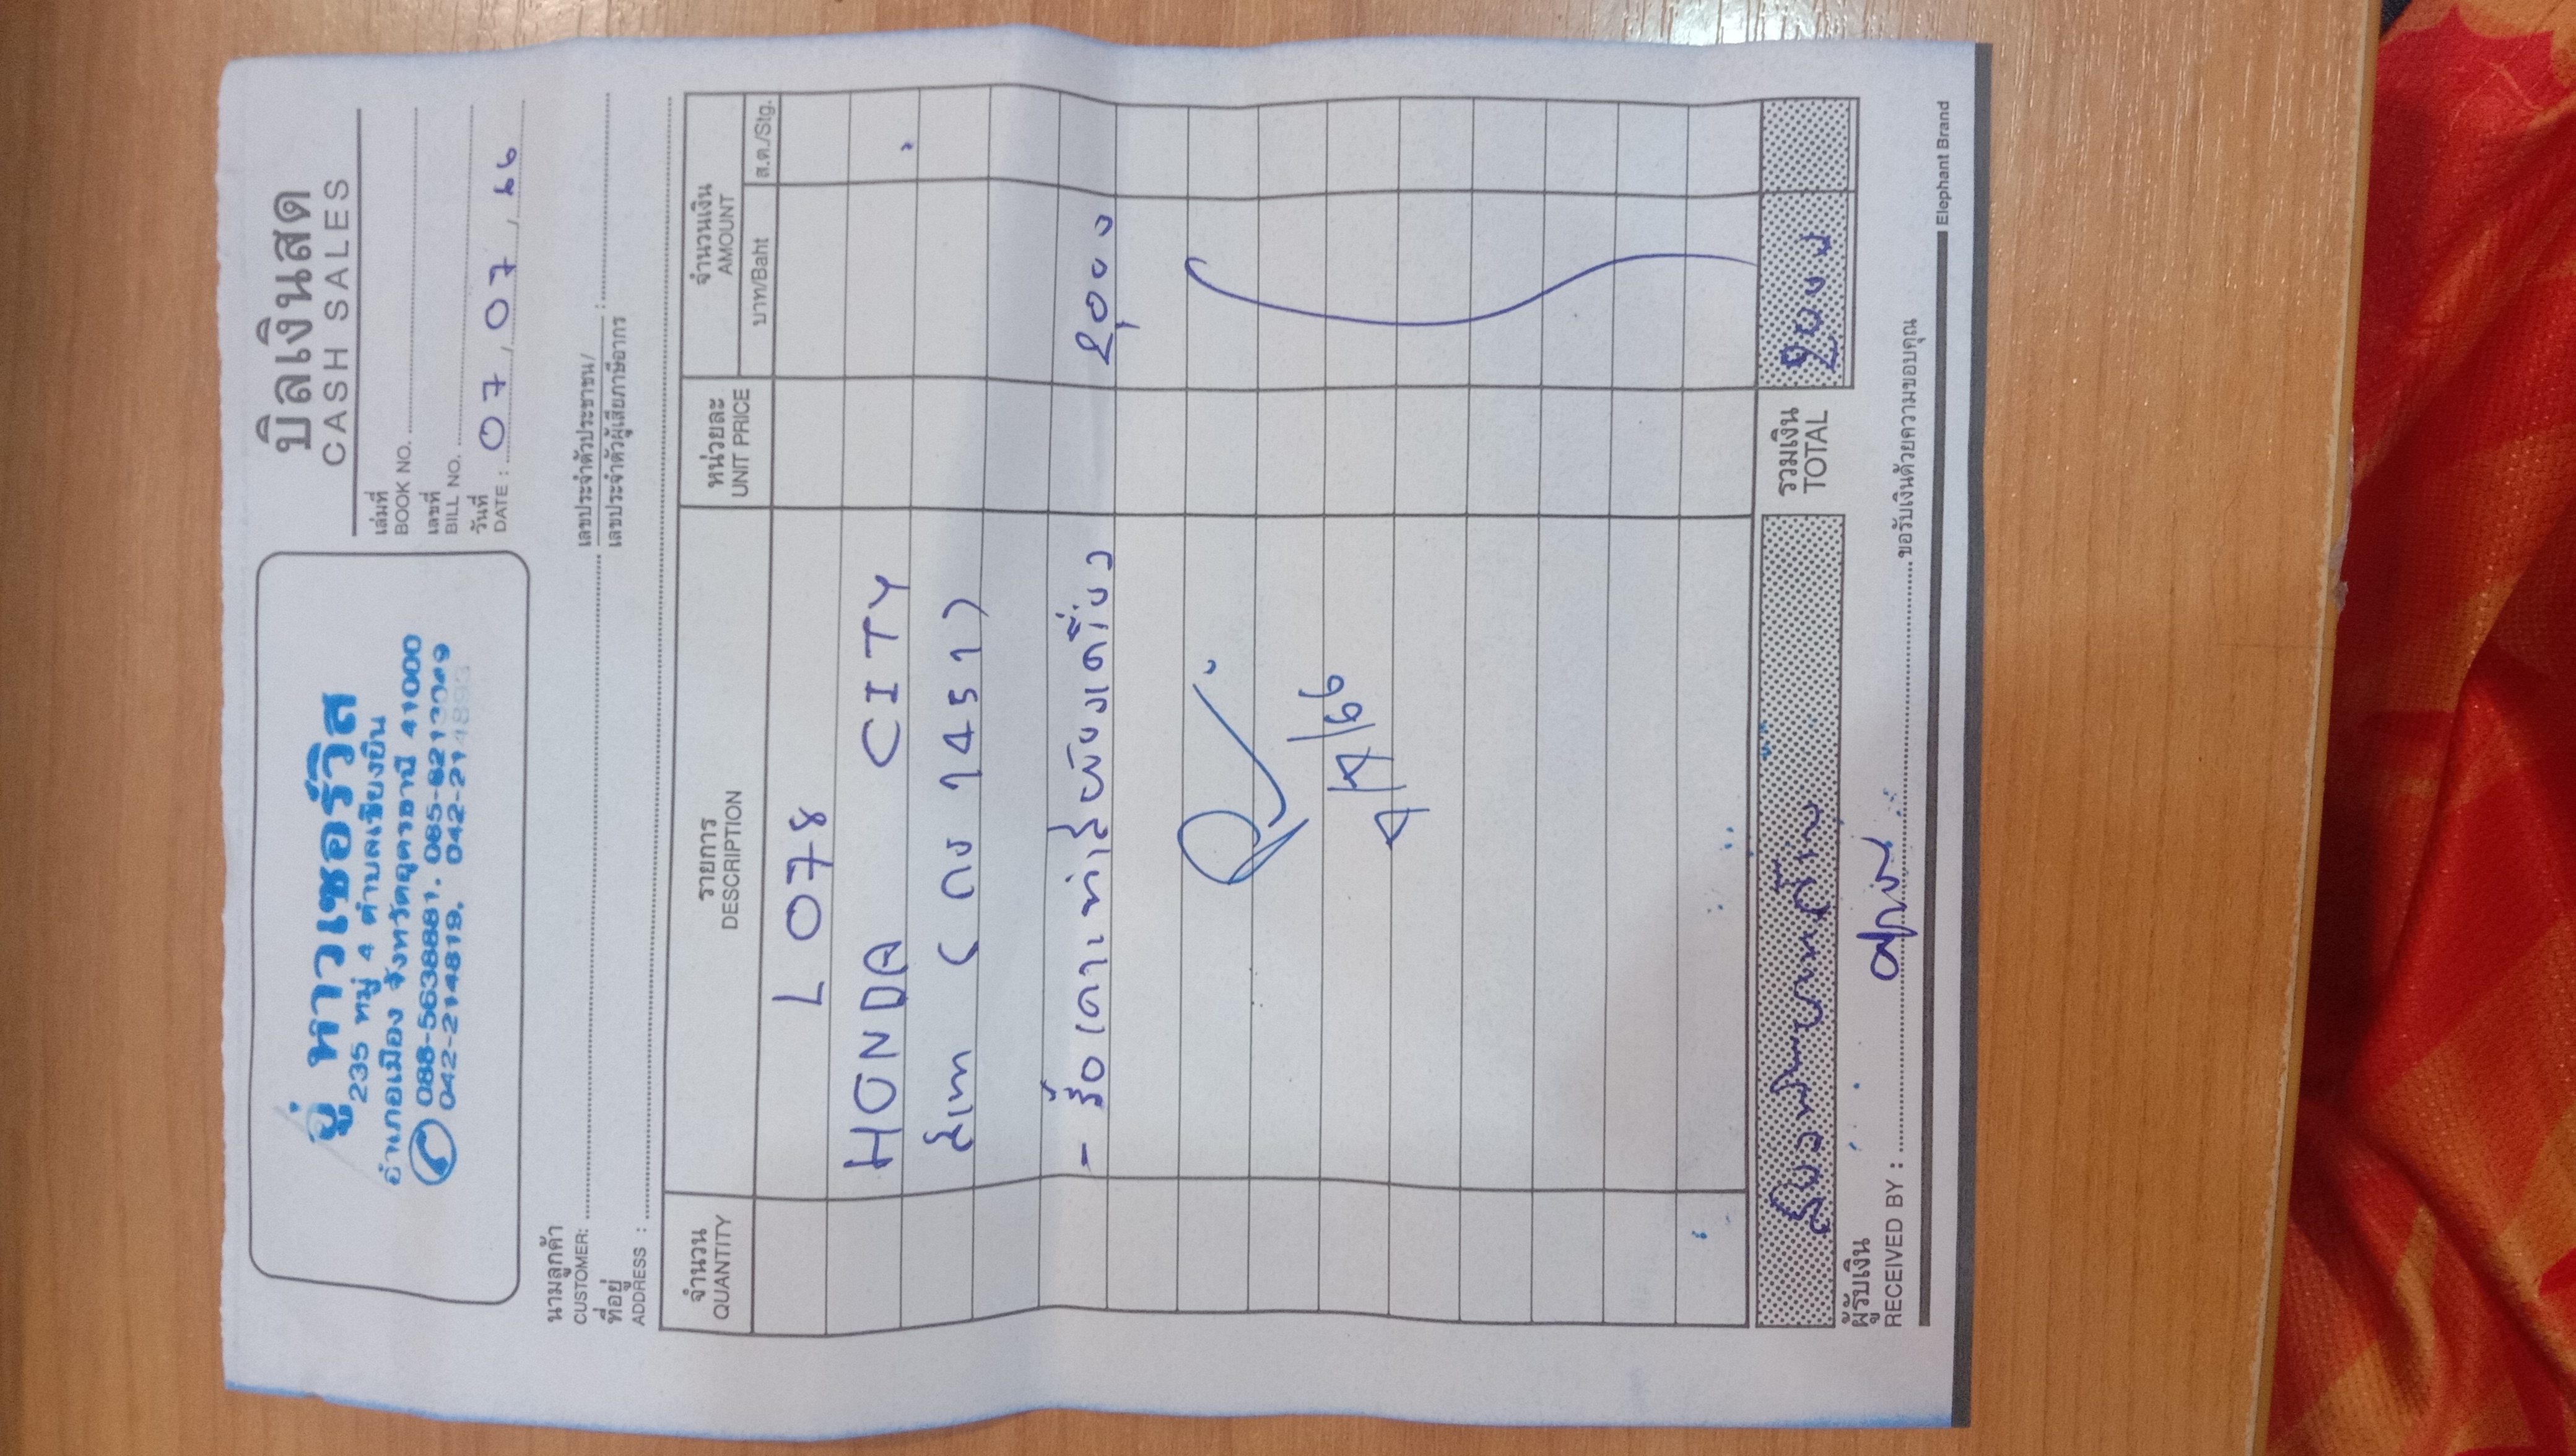 บิลเงินสด
CASH SALES
อู่ หาวเซอร์วิส
235 หมู่ 4 ตำบลเชียงยืน
อำเภอเมือง จังหวัดอุดรธานี 41000
088-5638881, 085-
042-214819, 042-214893
เล่มที่
BOOK NO.
เลขที่
BILL NO.
วันที่
DATE : 07 / 07 / 66
นามลูกค้า
CUSTOMER:
เลขประจำตัวประชาชน/
เลขประจำตัวผู้เสียภาษีอากร :
ที่อยู่
ADDRESS :
จำนวน
QUANTITY
รายการ
DESCRIPTION
หน่วยละ
UNIT PRICE
จำนวนเงิน
AMOUNT
บาท/Baht
ส.ต./Stg.
L 078
HONDA CITY
สีเทา (กง 1451)
2,000
รวมเงิน
TOTAL
2000
ผู้รับเงิน
RECEIVED BY :
ขอรับเงินด้วยความขอบคุณ
Elephant Brand